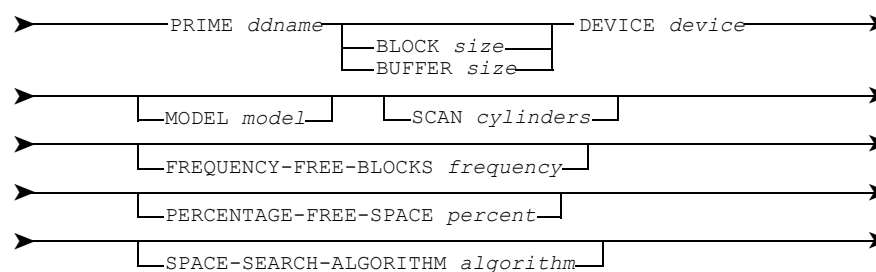 PRIME ddname DEVICE device
BLOCK size
BUFFER size
MODEL model SCAN cylinders
FREQUENCY-FREE-BLOCKS frequency
PERCENTAGE-FREE-SPACE percent
SPACE-SEARCH-ALGORITHM algorithm